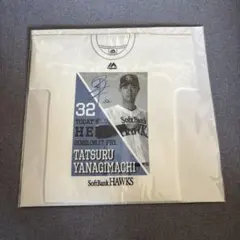 32
TODAY'S
HE
TATSURU
YANAGIMACHI
SoftBank HAWKS